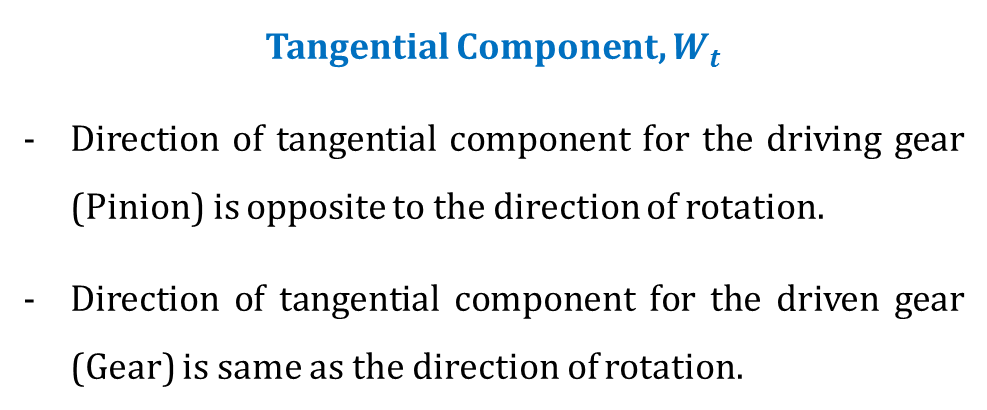 Tangential Component, Wₜ
- Direction of tangential component for the driving gear
(Pinion) is opposite to the direction of rotation.
- Direction of tangential component for the driven gear
(Gear) is same as the direction of rotation.